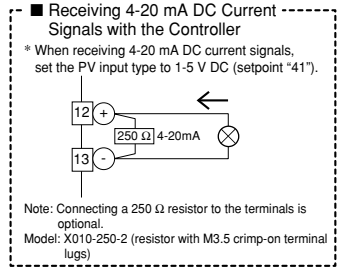 ■ Receiving 4-20 mA DC Current
Signals with the Controller
* When receiving 4-20 mA DC current signals,
set the PV input type to 1-5 V DC (setpoint “41”).
12 +
250 Ω 4-20mA
13 -
Note: Connecting a 250 Ω resistor to the terminals is
optional.
Model: X010-250-2 (resistor with M3.5 crimp-on terminal
lugs)